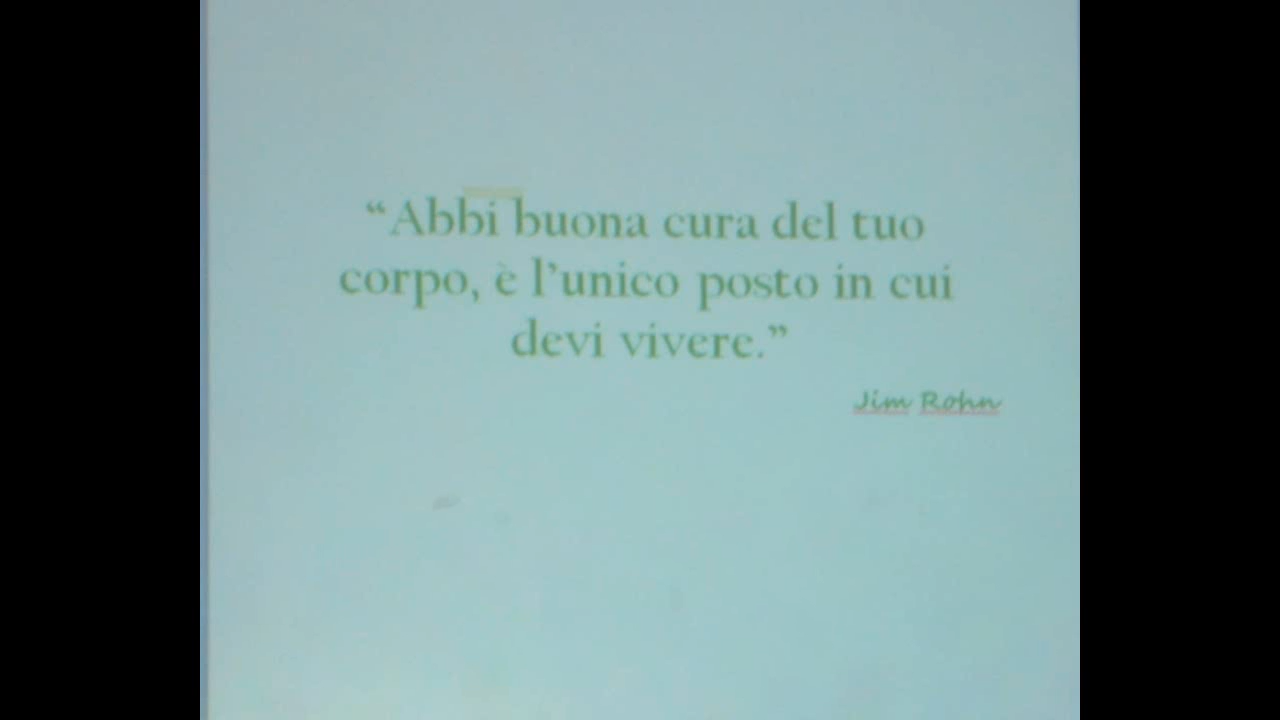 “Abbi buona cura del tuo
corpo, è l’unico posto in cui
devi vivere.”
Jim Rohn